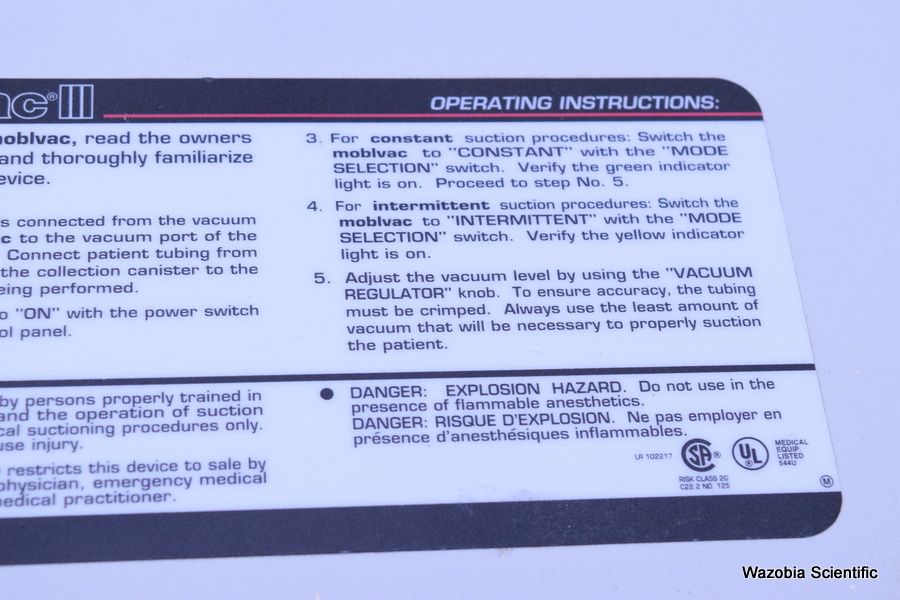 ac®III
OPERATING INSTRUCTIONS:
moblvac, read the owners
and thoroughly familiarize
evice.
s connected from the vacuum
c to the vacuum port of the
Connect patient tubing from
the collection canister to the
eing performed.
o "ON" with the power switch
ol panel.
3. For constant suction procedures: Switch the
moblvac to "CONSTANT" with the "MODE
SELECTION" switch. Verify the green indicator
light is on. Proceed to step No. 5.
4. For intermittent suction procedures: Switch the
moblvac to "INTERMITTENT" with the "MODE
SELECTION" switch. Verify the yellow indicator
light is on.
5. Adjust the vacuum level by using the "VACUUM
REGULATOR" knob. To ensure accuracy, the tubing
must be crimped. Always use the least amount of
vacuum that will be necessary to properly suction
the patient.
by persons properly trained in
and the operation of suction
cal suctioning procedures only.
use injury.
restricts this device to sale by
physician, emergency medical
edical practitioner.
● DANGER: EXPLOSION HAZARD. Do not use in the
presence of flammable anesthetics.
DANGER: RISQUE D'EXPLOSION. Ne pas employer en
présence d'anesthésiques inflammables.
LR 102217
SA®
RISK CLASS 2G
C22.2 NO. 125
UL®
MEDICAL
EQUIP
LISTED
544U
M
Wazobia Scientific